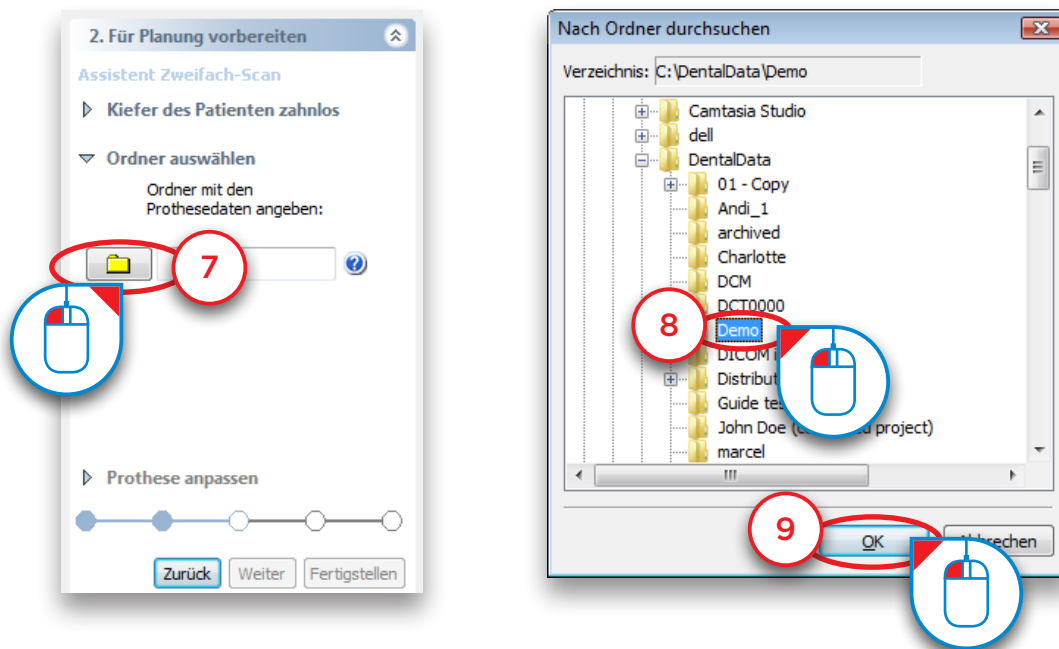 2. Für Planung vorbereiten
Assistent Zweifach-Scan
Kiefer des Patienten zahnlos
Ordner auswählen
Ordner mit den
Prothesedaten angeben:
7
Prothese anpassen
Zurück Weiter Fertigstellen
Nach Ordner durchsuchen
Verzeichnis: C:\DentalData\Demo
Camtasia Studio
dell
DentalData
01 - Copy
Andi_1
archived
Charlotte
DCM
DCT0000
8
Demo
DICOM
Distribut
Guide
John Doe project)
marcel
9
OK